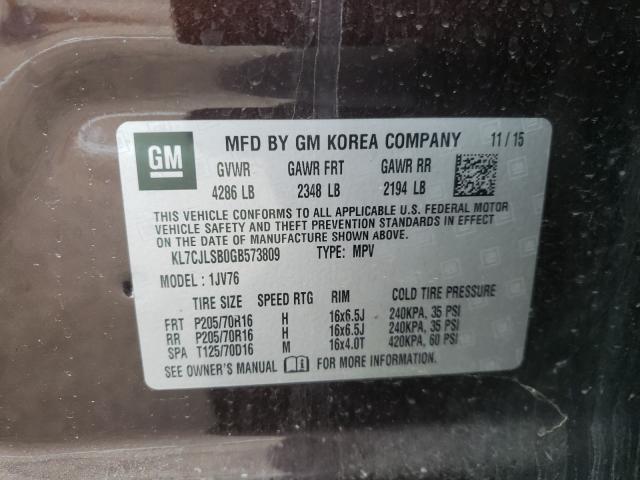 GM MFD BY GM KOREA COMPANY 11/15
GVWR GAWR FRT GAWR RR
4286 LB 2348 LB 2194 LB
THIS VEHICLE CONFORMS TO ALL APPLICABLE U.S. FEDERAL MOTOR
VEHICLE SAFETY AND THEFT PREVENTION STANDARDS IN EFFECT
ON THE DATE OF MANUFACTURE SHOWN ABOVE.
KL7CJLSB0GB573809 TYPE: MPV
MODEL: 1JV76
TIRE SIZE SPEED RTG RIM COLD TIRE PRESSURE
FRT P205/70R16 H 16x6.5J 240KPA, 35 PSI
RR P205/70R16 H 16x6.5J 240KPA, 35 PSI
SPA T125/70D16 M 16x4.0T 420KPA, 60 PSI
SEE OWNER'S MANUAL FOR MORE INFORMATION.